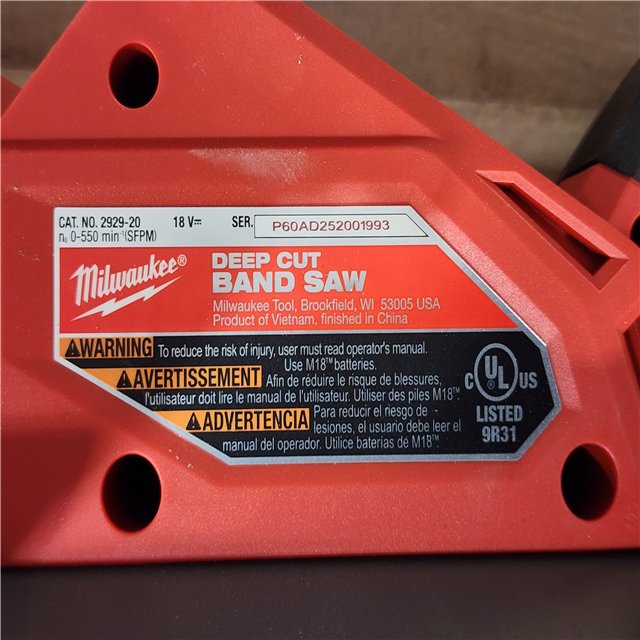 CAT. NO. 2929-20 18 V⎓ SER. P60AD252001993
n₀ 0-550 min⁻¹(SFPM)
Milwaukee®
DEEP CUT
BAND SAW
Milwaukee Tool, Brookfield, WI 53005 USA
Product of Vietnam, finished in China
WARNING To reduce the risk of injury, user must read operator's manual.
Use M18™ batteries.
AVERTISSEMENT Afin de réduire le risque de blessures,
l'utilisateur doit lire le manuel de l'utilisateur. Utiliser des piles M18™.
ADVERTENCIA Para reducir el riesgo de
lesiones, el usuario debe leer el
manual del operador. Utilice baterías de M18™.
C UL US
LISTED
9R31